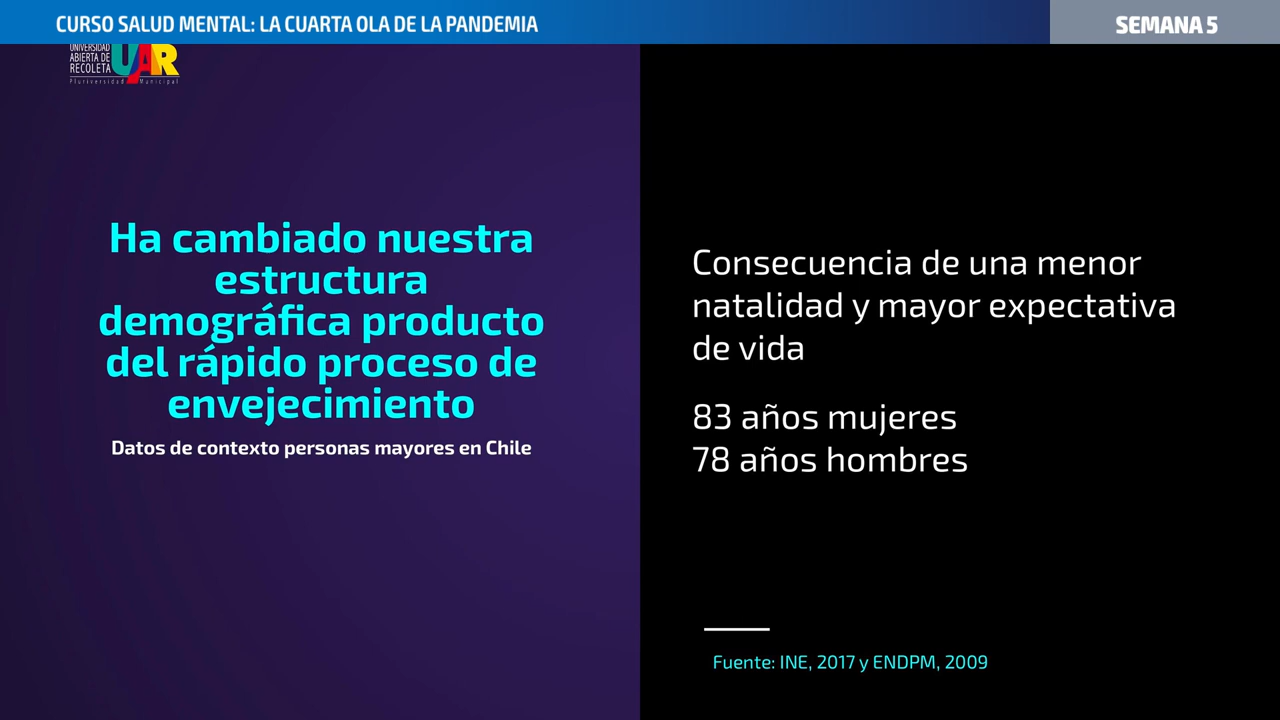 CURSO SALUD MENTAL: LA CUARTA OLA DE LA PANDEMIA
SEMANA 5
UNIVERSIDAD
ABIERTA DE
RECOLETA
UAR
Pluriversidad Municipal
Ha cambiado nuestra
estructura
demográfica producto
del rápido proceso de
envejecimiento
Datos de contexto personas mayores en Chile
Consecuencia de una menor
natalidad y mayor expectativa
de vida
83 años mujeres
78 años hombres
Fuente: INE, 2017 y ENDPM, 2009